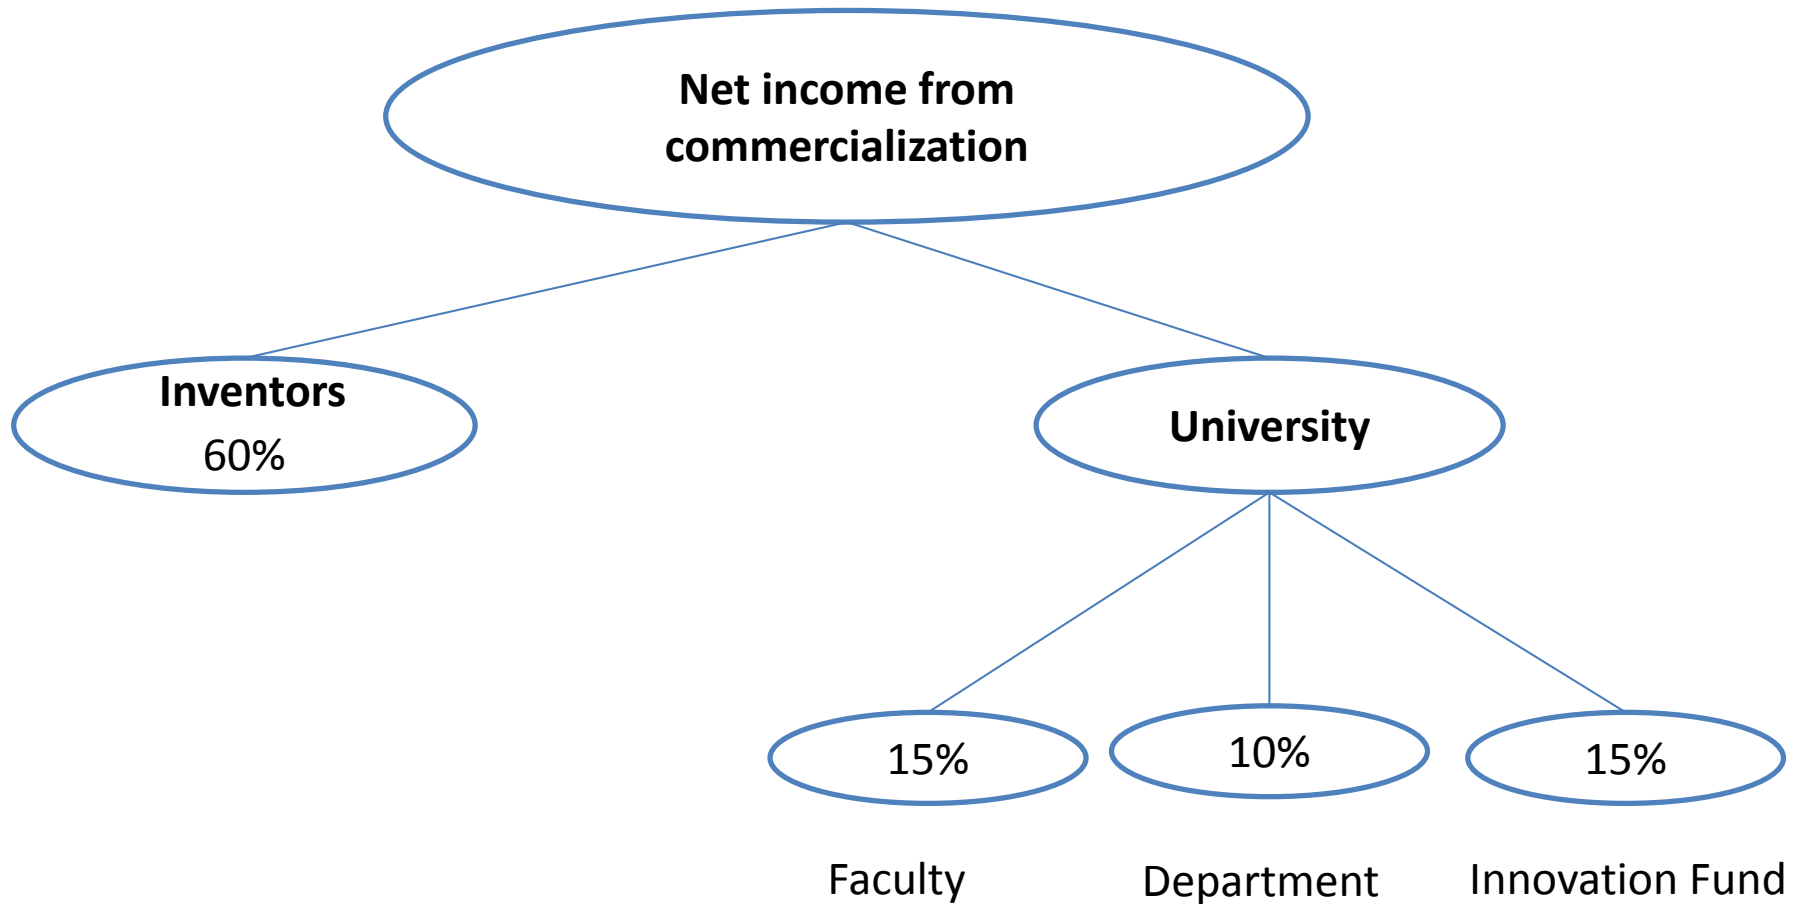 Net income from
commercialization
Inventors
60%
University
15%
10%
15%
Faculty
Department
Innovation Fund